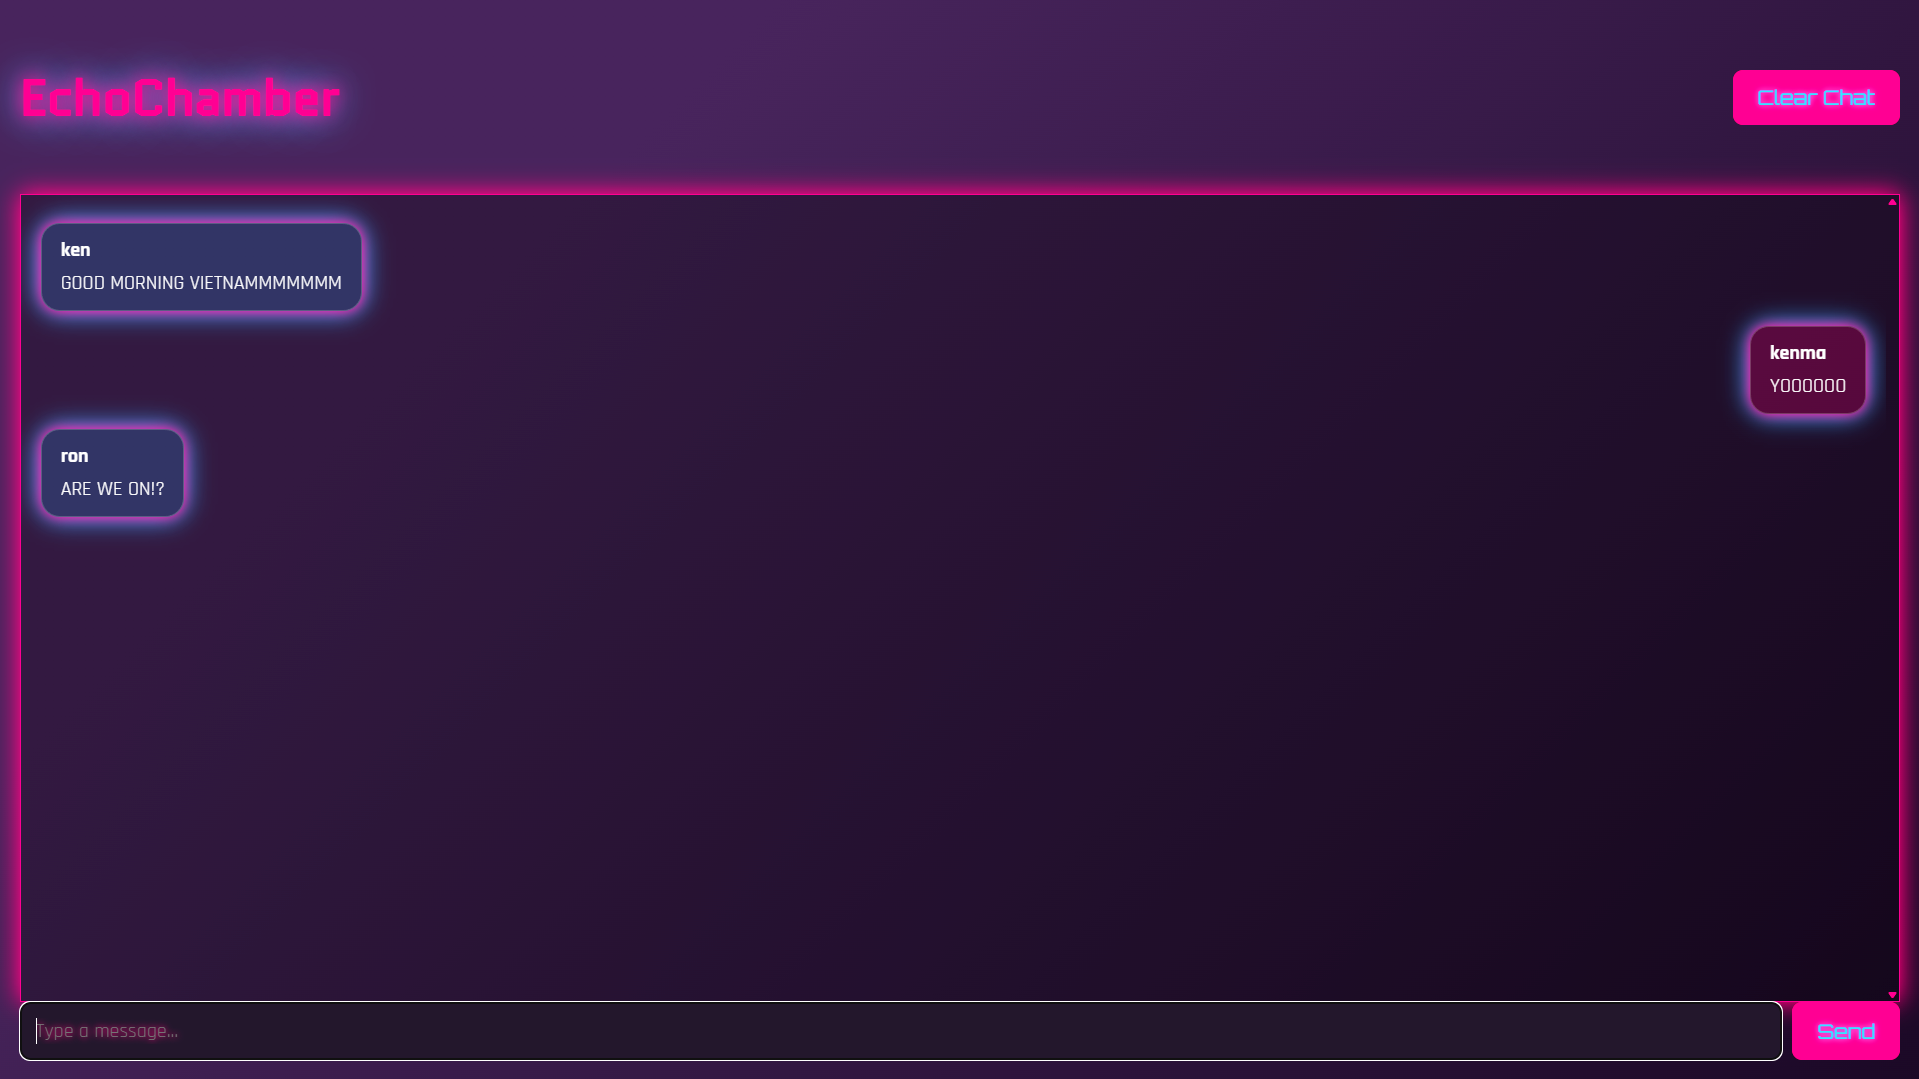 EchoChamber
Clear Chat
ken
GOOD MORNING VIETNAMMMMMMM
kenma
YOOOOOO
ron
ARE WE ON!?
Type a message...
Send